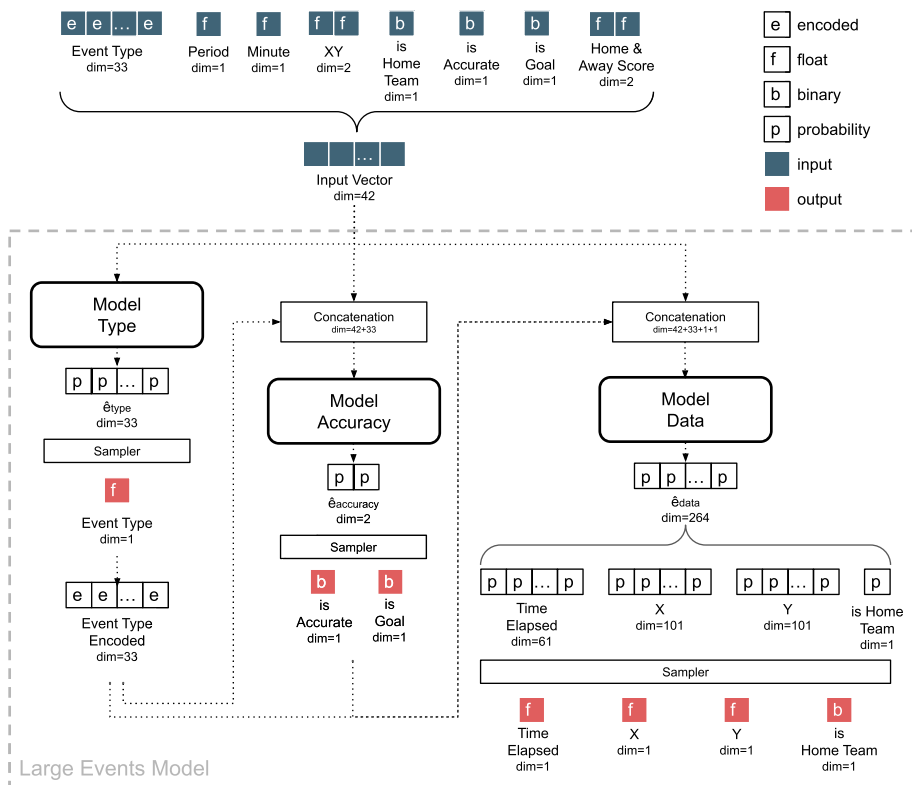 e e ... e
f
f
f f
b
b
b
f f
Event Type
dim=33
Period
dim=1
Minute
dim=1
XY
dim=2
is
Home
Team
dim=1
is
Accurate
dim=1
is
Goal
dim=1
Home &
Away Score
dim=2
e encoded
f float
b binary
p probability
input
output
...
Input Vector
dim=42
Model
Type
p p ... p
êtype
dim=33
Sampler
f
Event Type
dim=1
e e ... e
Event Type
Encoded
dim=33
Concatenation
dim=42+33
Model
Accuracy
p p
êaccuracy
dim=2
Sampler
b
b
is
Accurate
dim=1
is
Goal
dim=1
Concatenation
dim=42+33+1+1
Model
Data
p p ... p
êdata
dim=264
p p ... p
p p ... p
p p ... p
p
Time
Elapsed
dim=61
X
dim=101
Y
dim=101
is Home
Team
dim=1
Sampler
f
f
f
b
Time
Elapsed
dim=1
X
dim=1
Y
dim=1
is
Home Team
dim=1
Large Events Model